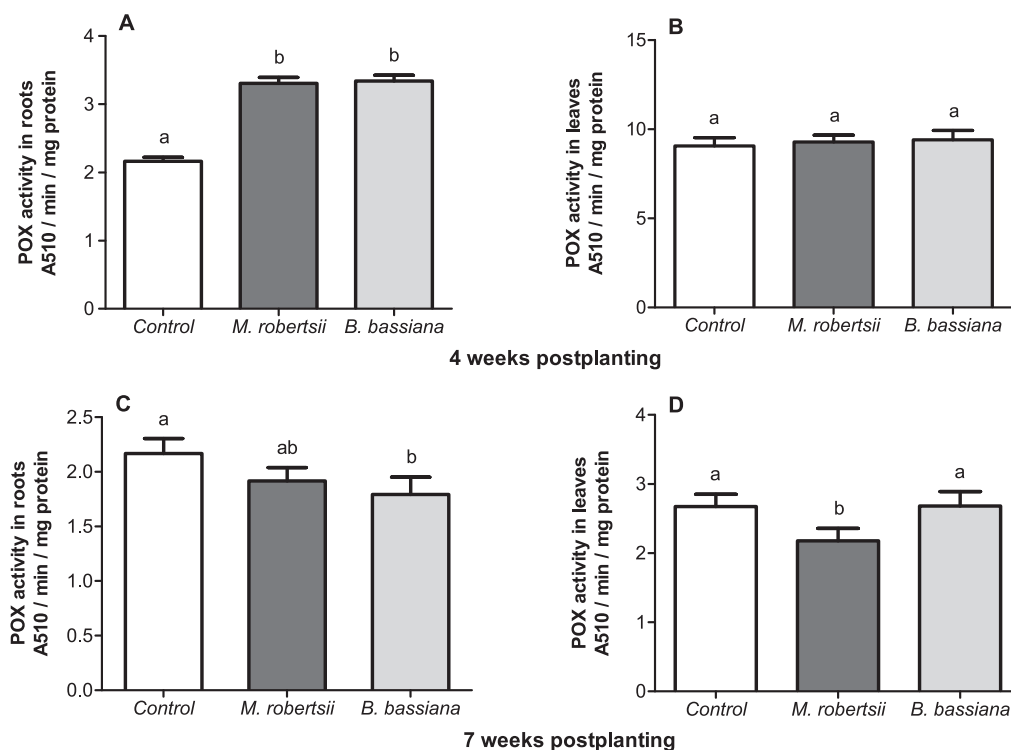 A
POX activity in roots
A510 / min / mg protein
4
3
2
1
0
a
b
b
Control
M. robertsii
B. bassiana
B
POX activity in leaves
A510 / min / mg protein
15
10
5
0
a
a
a
Control
M. robertsii
B. bassiana
4 weeks postplanting
C
POX activity in roots
A510 / min / mg protein
2.5
2.0
1.5
1.0
0.5
0.0
a
ab
b
Control
M. robertsii
B. bassiana
D
POX activity in leaves
A510 / min / mg protein
4
3
2
1
0
a
b
a
Control
M. robertsii
B. bassiana
7 weeks postplanting